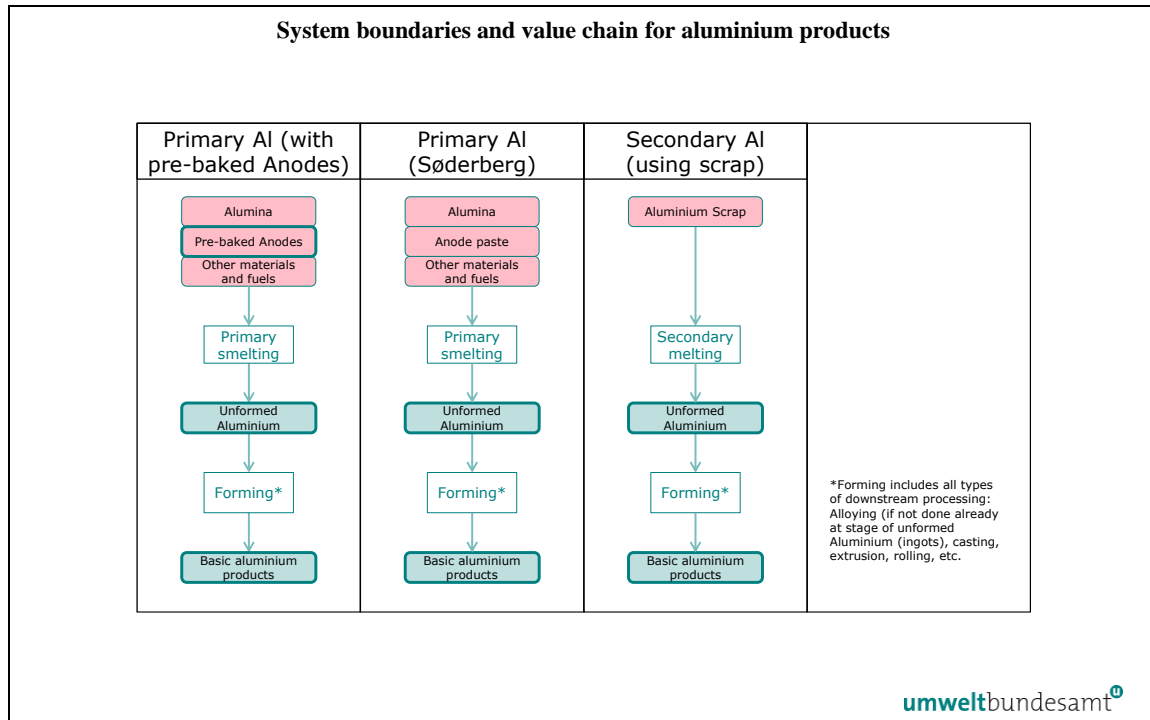 System boundaries and value chain for aluminium products
Primary Al (with
pre-baked Anodes)
Alumina
Pre-baked Anodes
Other materials
and fuels
Primary
smelting
Unformed
Aluminium
Forming*
Basic aluminium
products
Primary Al
(Søderberg)
Alumina
Anode paste
Other materials
and fuels
Primary
smelting
Unformed
Aluminium
Forming*
Basic aluminium
products
Secondary Al
(using scrap)
Aluminium Scrap
Secondary
melting
Unformed
Aluminium
Forming*
Basic aluminium
products
*Forming includes all types
of downstream processing:
Alloying (if not done already
at stage of unformed
Aluminium (ingots), casting,
extrusion, rolling, etc.
umweltbundesamt u